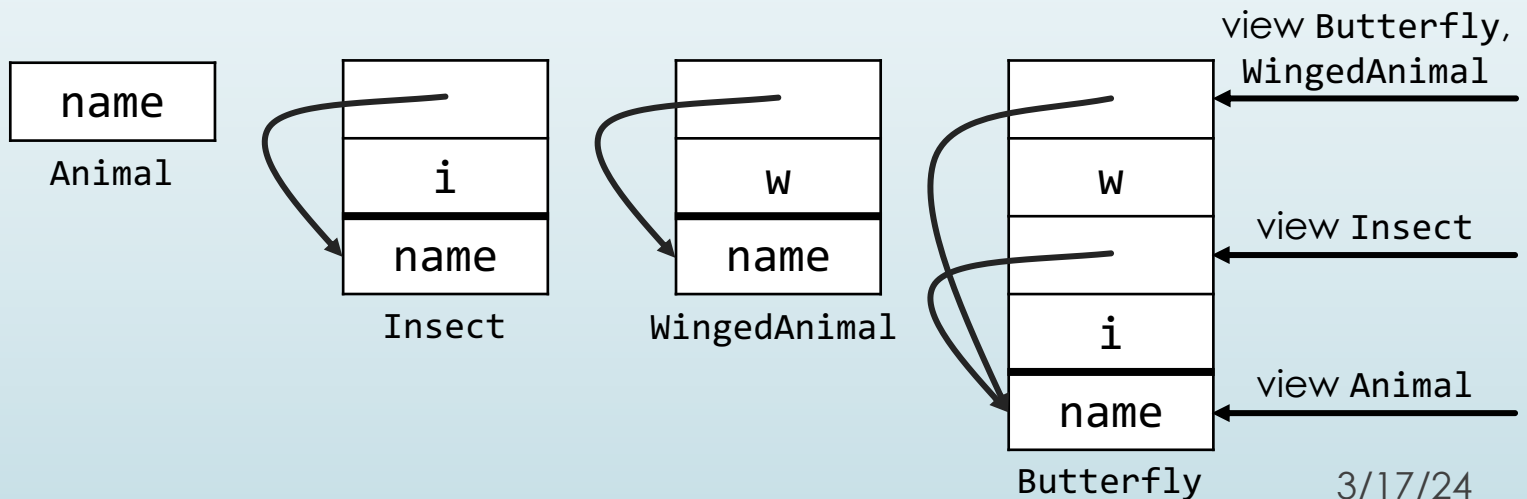 name
Animal
i
name
Insect
w
name
WingedAnimal
w
i
name
Butterfly
view Butterfly,
WingedAnimal
view Insect
view Animal
3/17/24